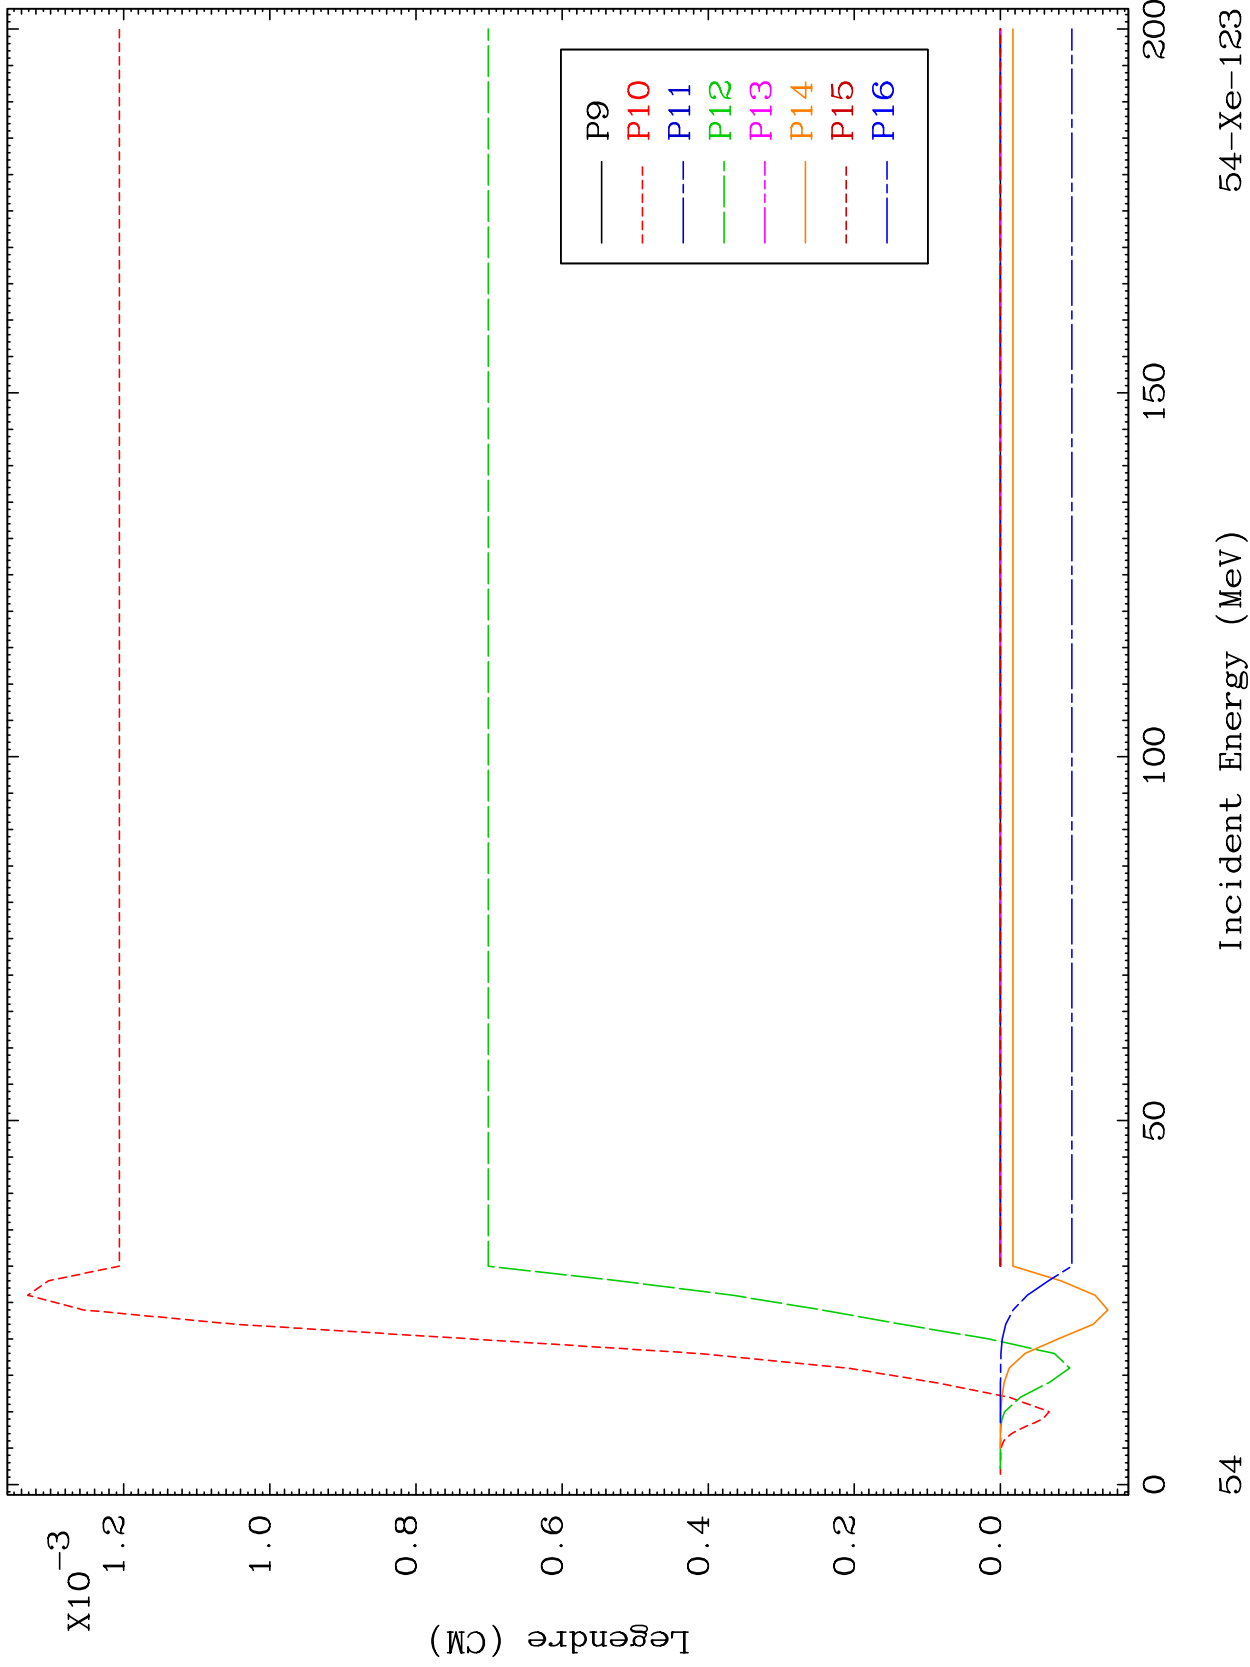 X10⁻³
1.2
1.0
0.8
0.6
0.4
0.2
0.0
Legendre (CM)
P9
P10
P11
P12
P13
P14
P15
P16
0 50 100 150 200
Incident Energy (MeV)
54 54-Xe-123